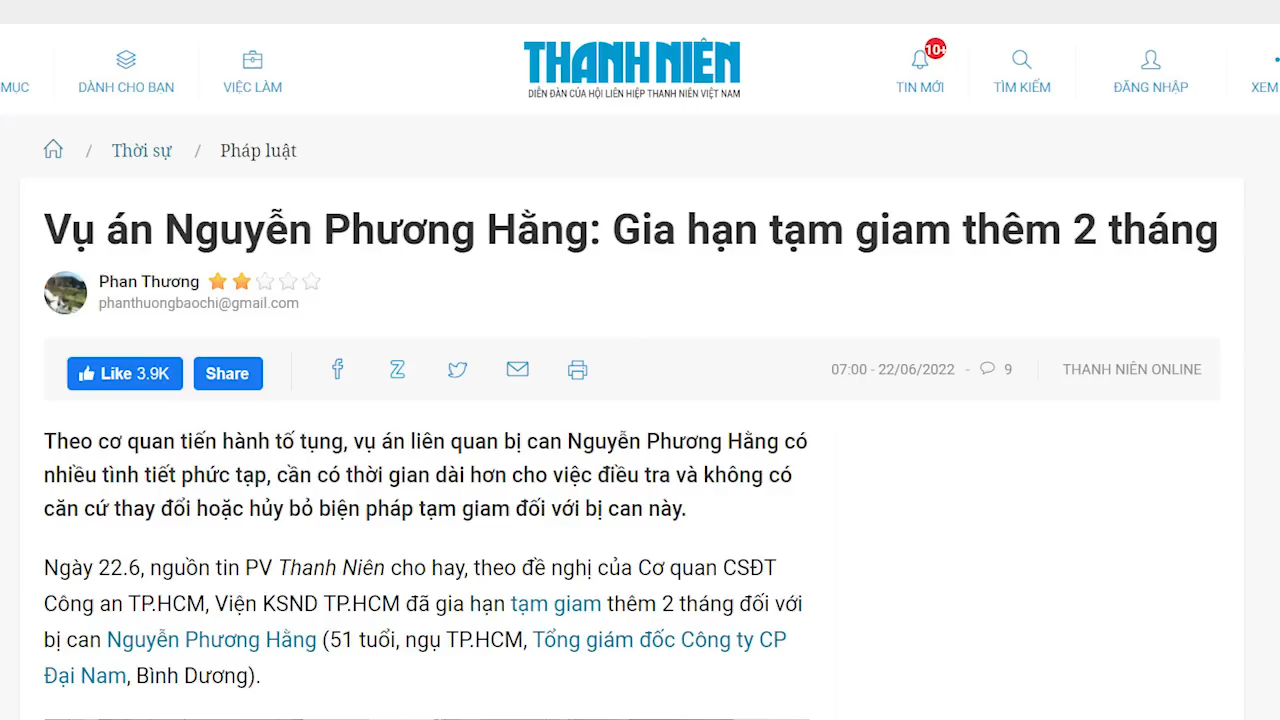 MỤC
DÀNH CHO BẠN
VIỆC LÀM
THANH NIÊN
DIỄN ĐÀN CỦA HỘI LIÊN HIỆP THANH NIÊN VIỆT NAM
10+
TIN MỚI
TÌM KIẾM
ĐĂNG NHẬP
XEM
/ Thời sự / Pháp luật
Vụ án Nguyễn Phương Hằng: Gia hạn tạm giam thêm 2 tháng
Phan Thương
phanthuongbaochi@gmail.com
Like 3.9K Share 07:00 - 22/06/2022 - 9 THANH NIÊN ONLINE
Theo cơ quan tiến hành tố tụng, vụ án liên quan bị can Nguyễn Phương Hằng có
nhiều tình tiết phức tạp, cần có thời gian dài hơn cho việc điều tra và không có
căn cứ thay đổi hoặc hủy bỏ biện pháp tạm giam đối với bị can này.
Ngày 22.6, nguồn tin PV Thanh Niên cho hay, theo đề nghị của Cơ quan CSĐT
Công an TP.HCM, Viện KSND TP.HCM đã gia hạn tạm giam thêm 2 tháng đối với
bị can Nguyễn Phương Hằng (51 tuổi, ngụ TP.HCM, Tổng giám đốc Công ty CP
Đại Nam, Bình Dương).